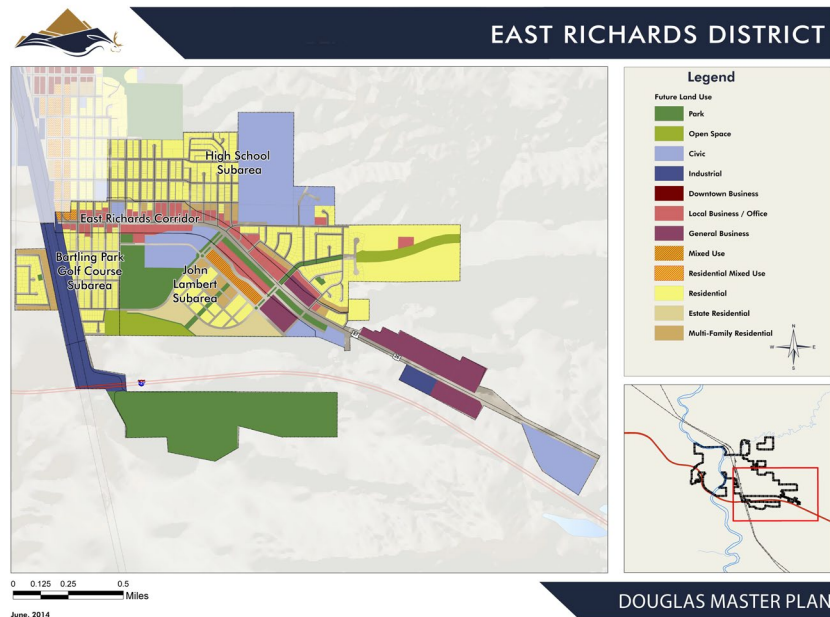 EAST RICHARDS DISTRICT
High School
Subarea
East Richards Corridor
Bartling Park
Golf Course
Subarea
John
Lambert
Subarea
Legend
Future Land Use
Park
Open Space
Civic
Industrial
Downtown Business
Local Business / Office
General Business
Mixed Use
Residential Mixed Use
Residential
Estate Residential
Multi-Family Residential
N
W E
S
0 0.125 0.25 0.5
Miles
June, 2014
DOUGLAS MASTER PLAN